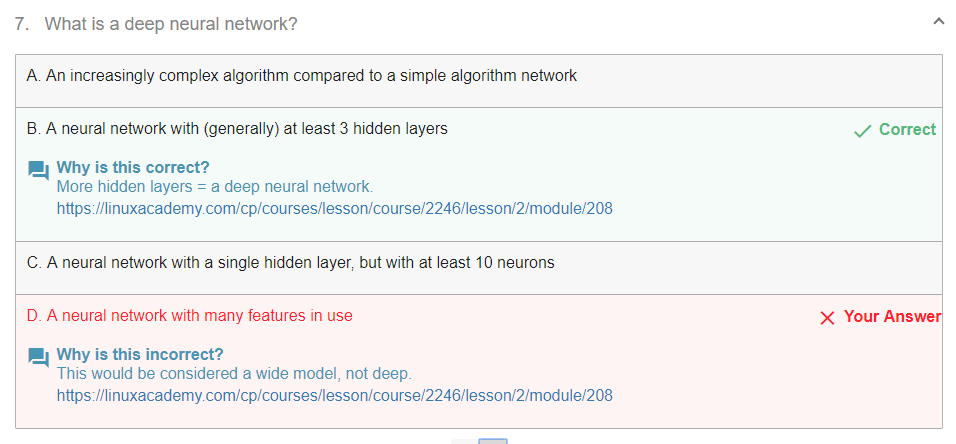 7. What is a deep neural network?
A. An increasingly complex algorithm compared to a simple algorithm network
B. A neural network with (generally) at least 3 hidden layers
Correct
Why is this correct?
More hidden layers = a deep neural network.
https://linuxacademy.com/cp/courses/lesson/course/2246/lesson/2/module/208
C. A neural network with a single hidden layer, but with at least 10 neurons
D. A neural network with many features in use
Your Answer
Why is this incorrect?
This would be considered a wide model, not deep.
https://linuxacademy.com/cp/courses/lesson/course/2246/lesson/2/module/208